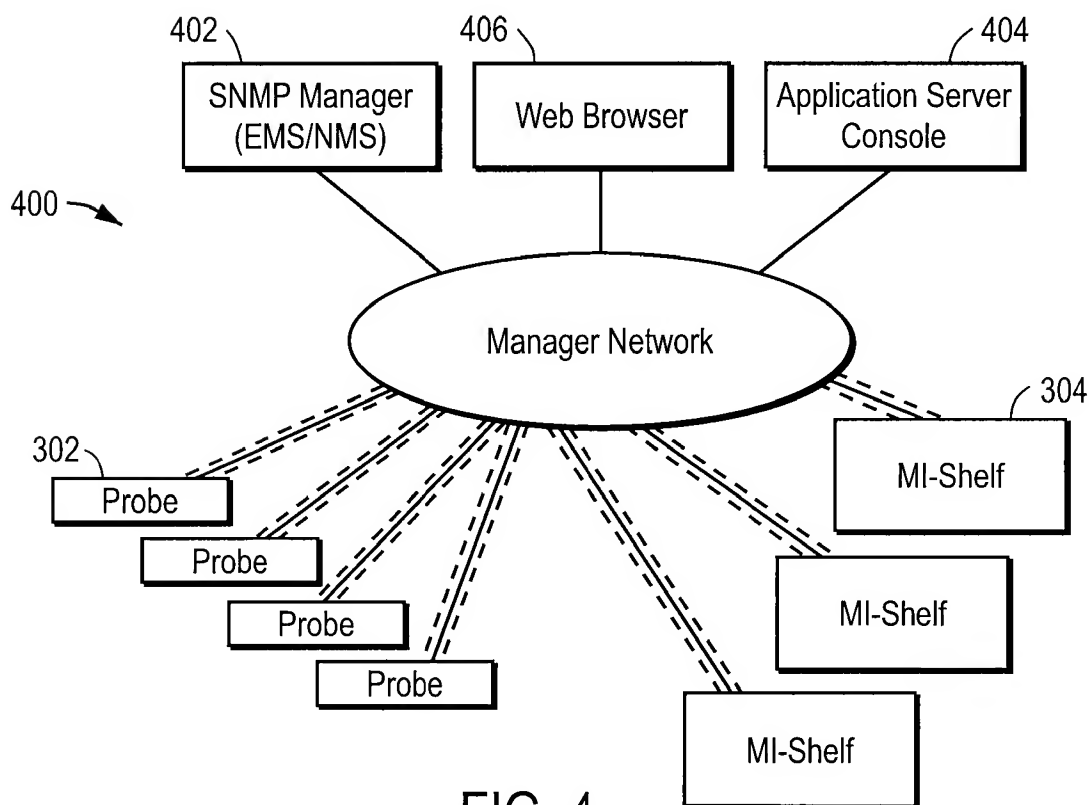 402
406
404
SNMP Manager
(EMS/NMS)
Web Browser
Application Server
Console
400
Manager Network
302
304
Probe
Probe
Probe
Probe
MI-Shelf
MI-Shelf
MI-Shelf
FIG. 4